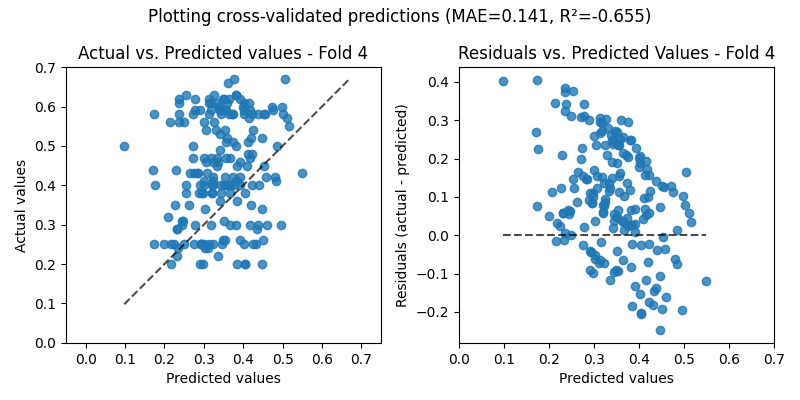 Plotting cross-validated predictions (MAE=0.141, R²=-0.655)
Actual vs. Predicted values - Fold 4
Actual values
0.7
0.6
0.5
0.4
0.3
0.2
0.1
0.0
0.0 0.1 0.2 0.3 0.4 0.5 0.6 0.7
Predicted values
Residuals vs. Predicted Values - Fold 4
Residuals (actual - predicted)
0.4
0.3
0.2
0.1
0.0
−0.1
−0.2
0.0 0.1 0.2 0.3 0.4 0.5 0.6 0.7
Predicted values